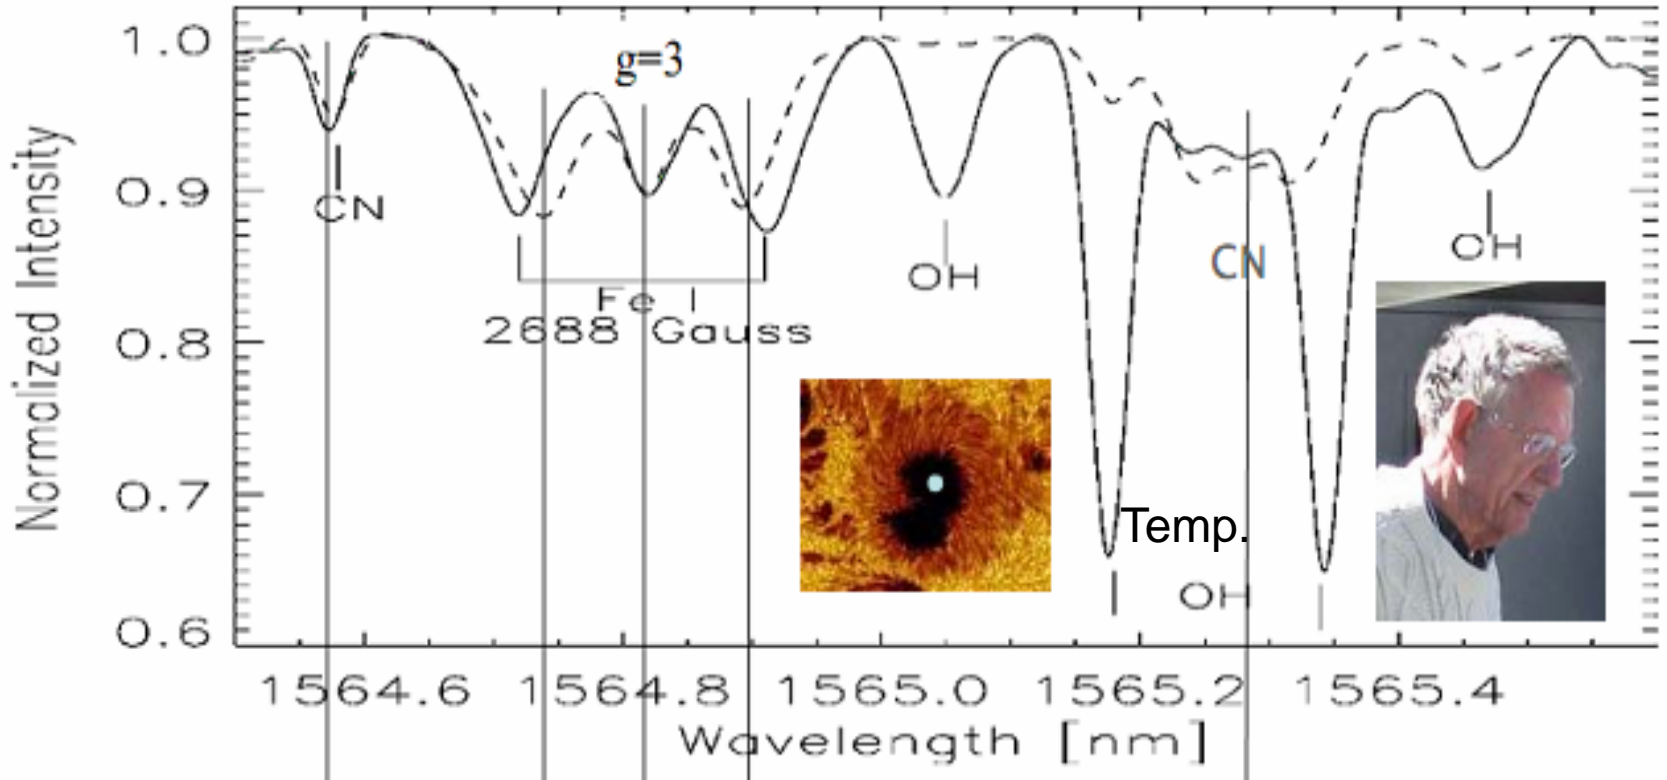 Normalized Intensity
1.0
0.9
0.8
0.7
0.6
g=3
CN
Fe I
2688 Gauss
OH
CN
OH
Temp.
OH
1564.6 1564.8 1565.0 1565.2 1565.4
Wavelength [nm]